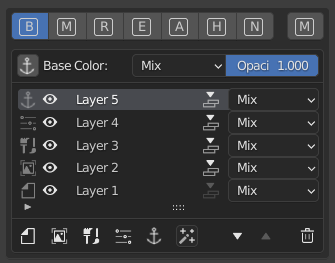 B M R E A H N M
Base Color: Mix Opaci 1.000
Layer 5 Mix
Layer 4 Mix
Layer 3 Mix
Layer 2 Mix
Layer 1 Mix